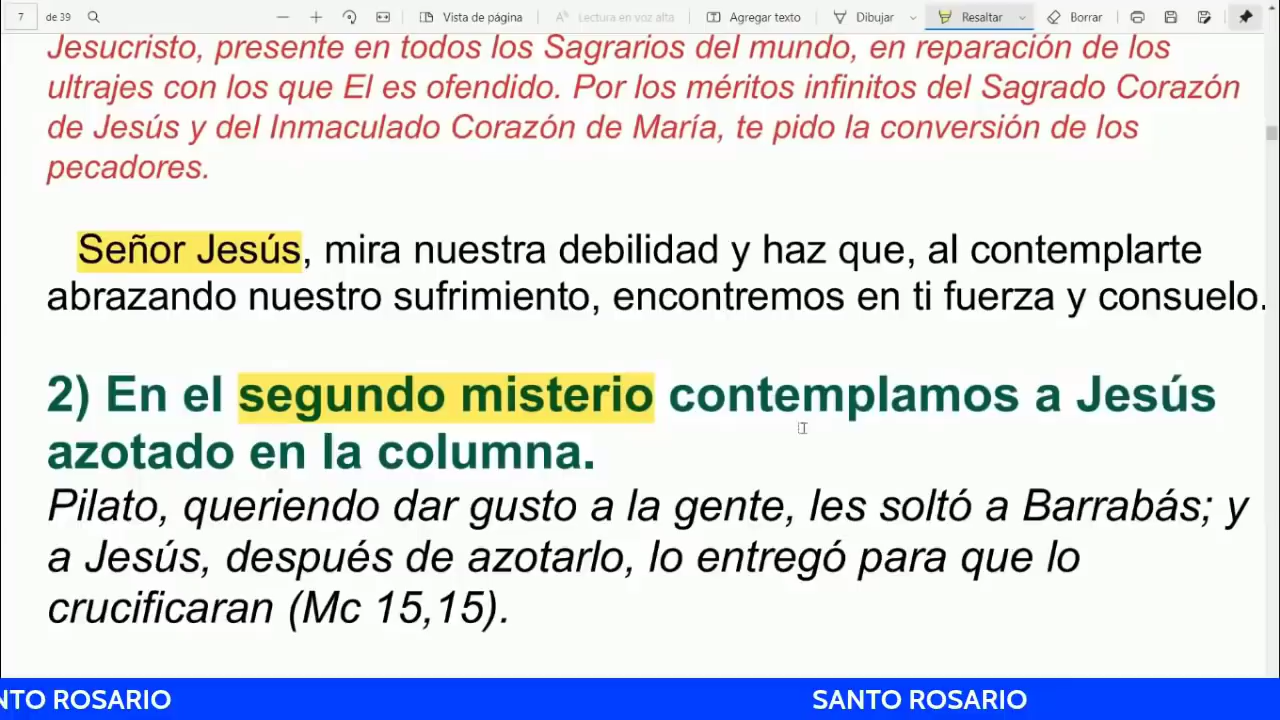 7 de 39 Vista de página Lectura en voz alta Agregar texto Dibujar Resaltar Borrar
Jesucristo, presente en todos los Sagrarios del mundo, en reparación de los
ultrajes con los que El es ofendido. Por los méritos infinitos del Sagrado Corazón
de Jesús y del Inmaculado Corazón de María, te pido la conversión de los
pecadores.
Señor Jesús, mira nuestra debilidad y haz que, al contemplarte
abrazando nuestro sufrimiento, encontremos en ti fuerza y consuelo.
2) En el segundo misterio contemplamos a Jesús
azotado en la columna.
Pilato, queriendo dar gusto a la gente, les soltó a Barrabás; y
a Jesús, después de azotarlo, lo entregó para que lo
crucificaran (Mc 15,15).
NTO ROSARIO SANTO ROSARIO